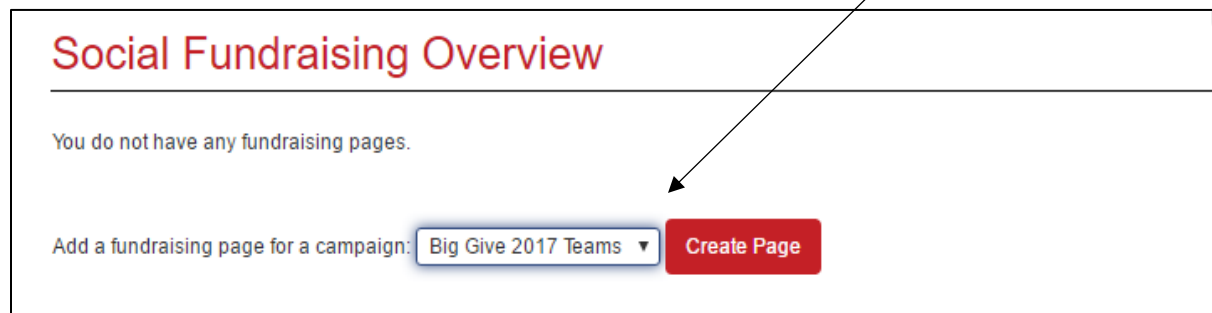 Social Fundraising Overview
You do not have any fundraising pages.
Add a fundraising page for a campaign: Big Give 2017 Teams ▼ Create Page